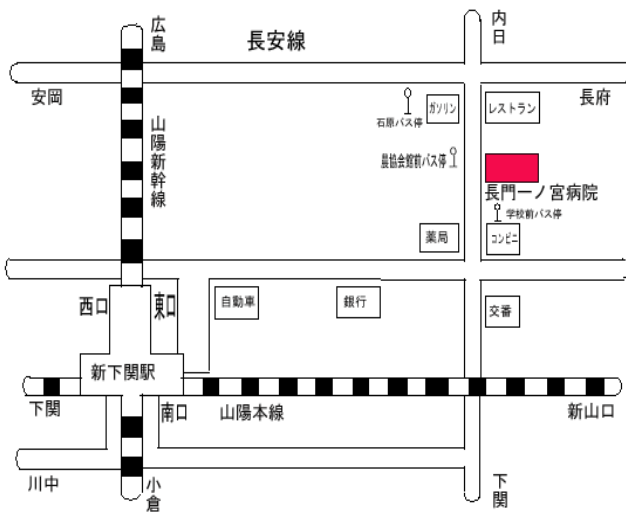 広島
長安線
内日
安岡
長府
ガソリン
レストラン
石原バス停
山陽新幹線
農協会館前バス停
長門一ノ宮病院
学校前バス停
薬局
コンビニ
西口
東口
自動車
銀行
交番
新下関駅
下関
南口
山陽本線
新山口
川中
小倉
下関